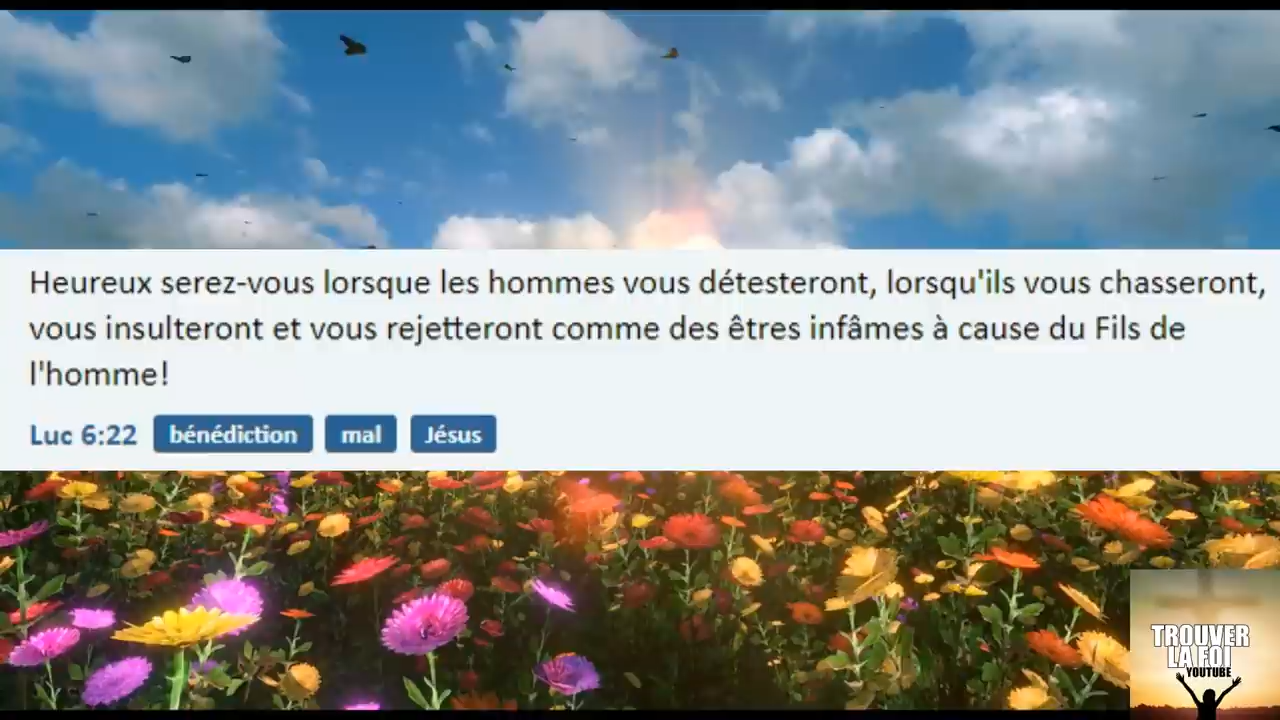 Heureux serez-vous lorsque les hommes vous détesteront, lorsqu'ils vous chasseront,
vous insulteront et vous rejetteront comme des êtres infâmes à cause du Fils de
l'homme!
Luc 6:22 bénédiction mal Jésus
TROUVER
LA FOI
YOUTUBE